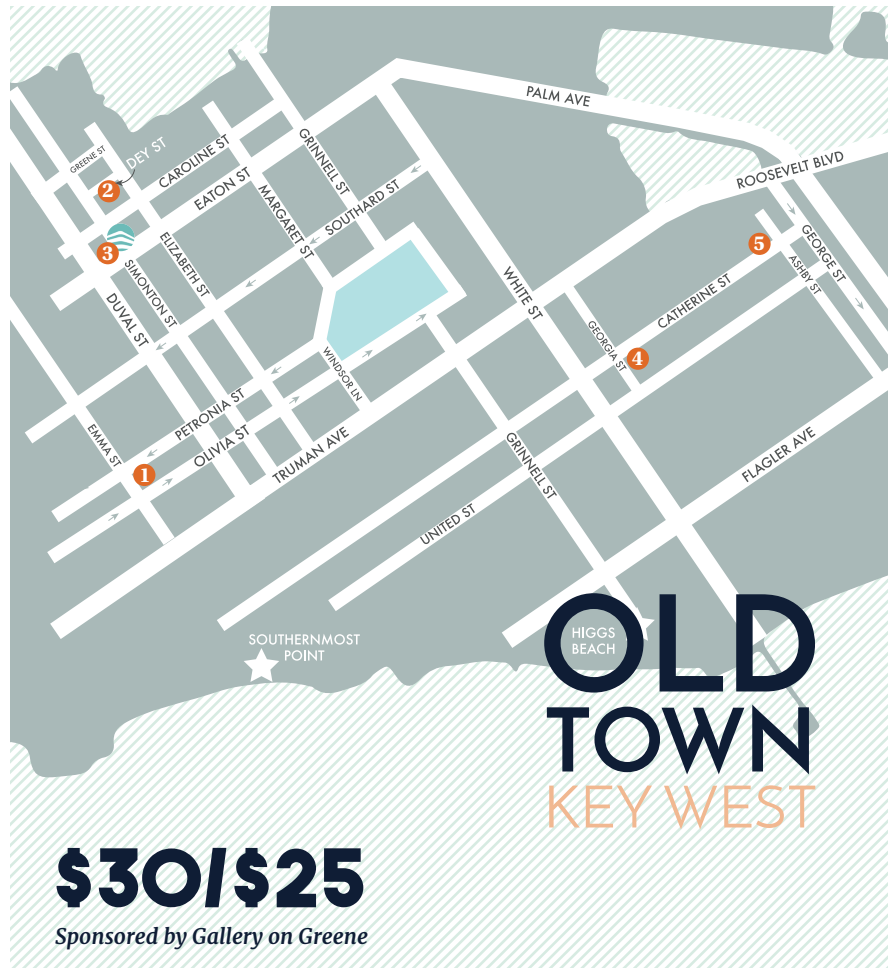 PALM AVE
ROOSEVELT BLVD
GREENE ST
DEY ST
CAROLINE ST
EATON ST
GRINNELL ST
MARGARET ST
SOUTHARD ST
2
3
ELIZABETH ST
SIMONTON ST
DUVAL ST
WHITE ST
5
GEORGE ST
ASHBY ST
CATHERINE ST
GEORGIA ST
4
WINDSOR LN
PETRONIA ST
OLIVIA ST
EMMA ST
1
TRUMAN AVE
GRINNELL ST
UNITED ST
FLAGLER AVE
SOUTHERNMOST
POINT
HIGGS
BEACH
OLD
TOWN
KEY WEST
$30/$25
Sponsored by Gallery on Greene